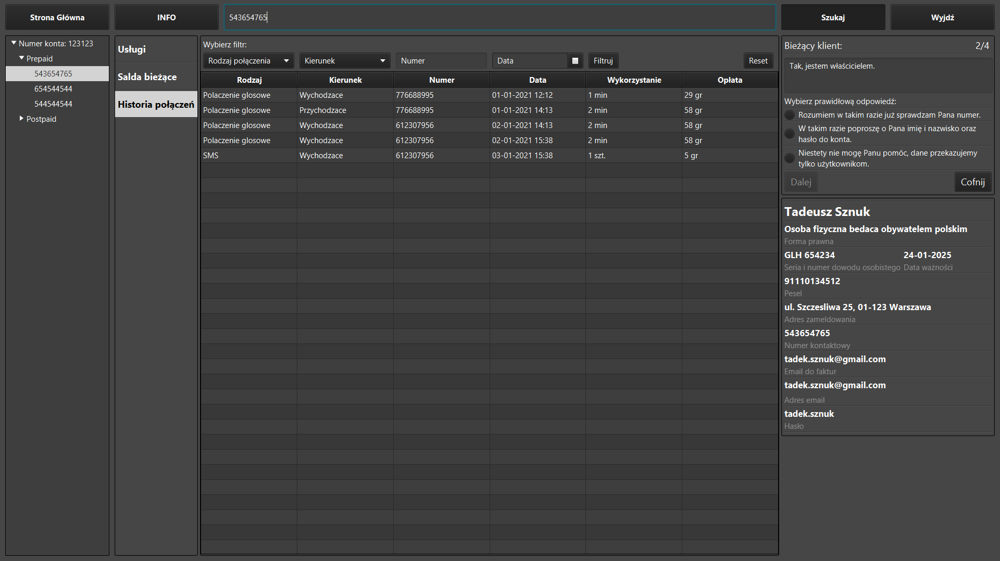 Strona Główna
INFO
543654765
Szukaj
Wyjdź
Numer konta: 123123
Prepaid
543654765
654544544
544544544
Postpaid
Usługi
Salda bieżące
Historia połączeń
Wybierz filtr:
Rodzaj połączenia
Kierunek
Numer
Data
Filtruj
Reset
Rodzaj Kierunek Numer Data Wykorzystanie Opłata
Polaczenie glosowe Wychodzace 776688995 01-01-2021 12:12 1 min 29 gr
Polaczenie glosowe Przychodzace 776688995 01-01-2021 14:13 2 min 58 gr
Polaczenie glosowe Wychodzace 612307956 02-01-2021 14:13 2 min 58 gr
Polaczenie glosowe Wychodzace 612307956 02-01-2021 15:38 2 min 58 gr
SMS Wychodzace 612307956 03-01-2021 15:38 1 szt. 5 gr
Bieżący klient: 2/4
Tak, jestem właścicielem.
Wybierz prawidłową odpowiedź:
Rozumiem w takim razie już sprawdzam Pana numer.
W takim razie poproszę o Pana imię i nazwisko oraz
hasło do konta.
Niestety nie mogę Panu pomóc, dane przekazujemy
tylko użytkownikom.
Dalej
Cofnij
Tadeusz Sznuk
Osoba fizyczna bedaca obywatelem polskim
Forma prawna
GLH 654234 24-01-2025
Seria i numer dowodu osobistego Data ważności
91110134512
Pesel
ul. Szczesliwa 25, 01-123 Warszawa
Adres zameldowania
543654765
Numer kontaktowy
tadek.sznuk@gmail.com
Email do faktur
tadek.sznuk@gmail.com
Adres email
tadek.sznuk
Hasło